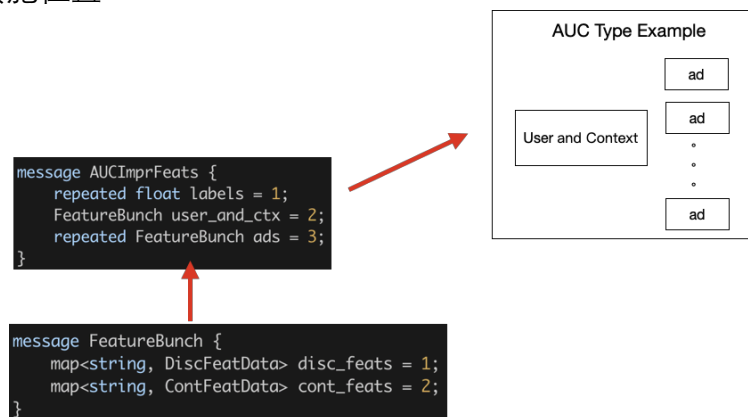 AUC Type Example
ad
ad
User and Context
ad
message AUCImprFeats {
repeated float labels = 1;
FeatureBunch user_and_ctx = 2;
repeated FeatureBunch ads = 3;
}
message FeatureBunch {
map<string, DiscFeatData> disc_feats = 1;
map<string, ContFeatData> cont_feats = 2;
}